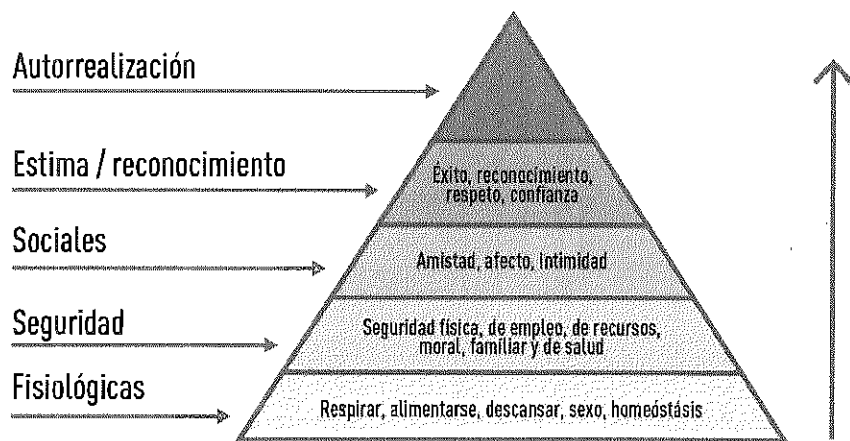 Autorrealización
Estima / reconocimiento
Éxito, reconocimiento,
respeto, confianza
Sociales
Amistad, afecto, intimidad
Seguridad
Seguridad física, de empleo, de recursos,
moral, familiar y de salud
Fisiológicas
Respirar, alimentarse, descansar, sexo, homeóstásis